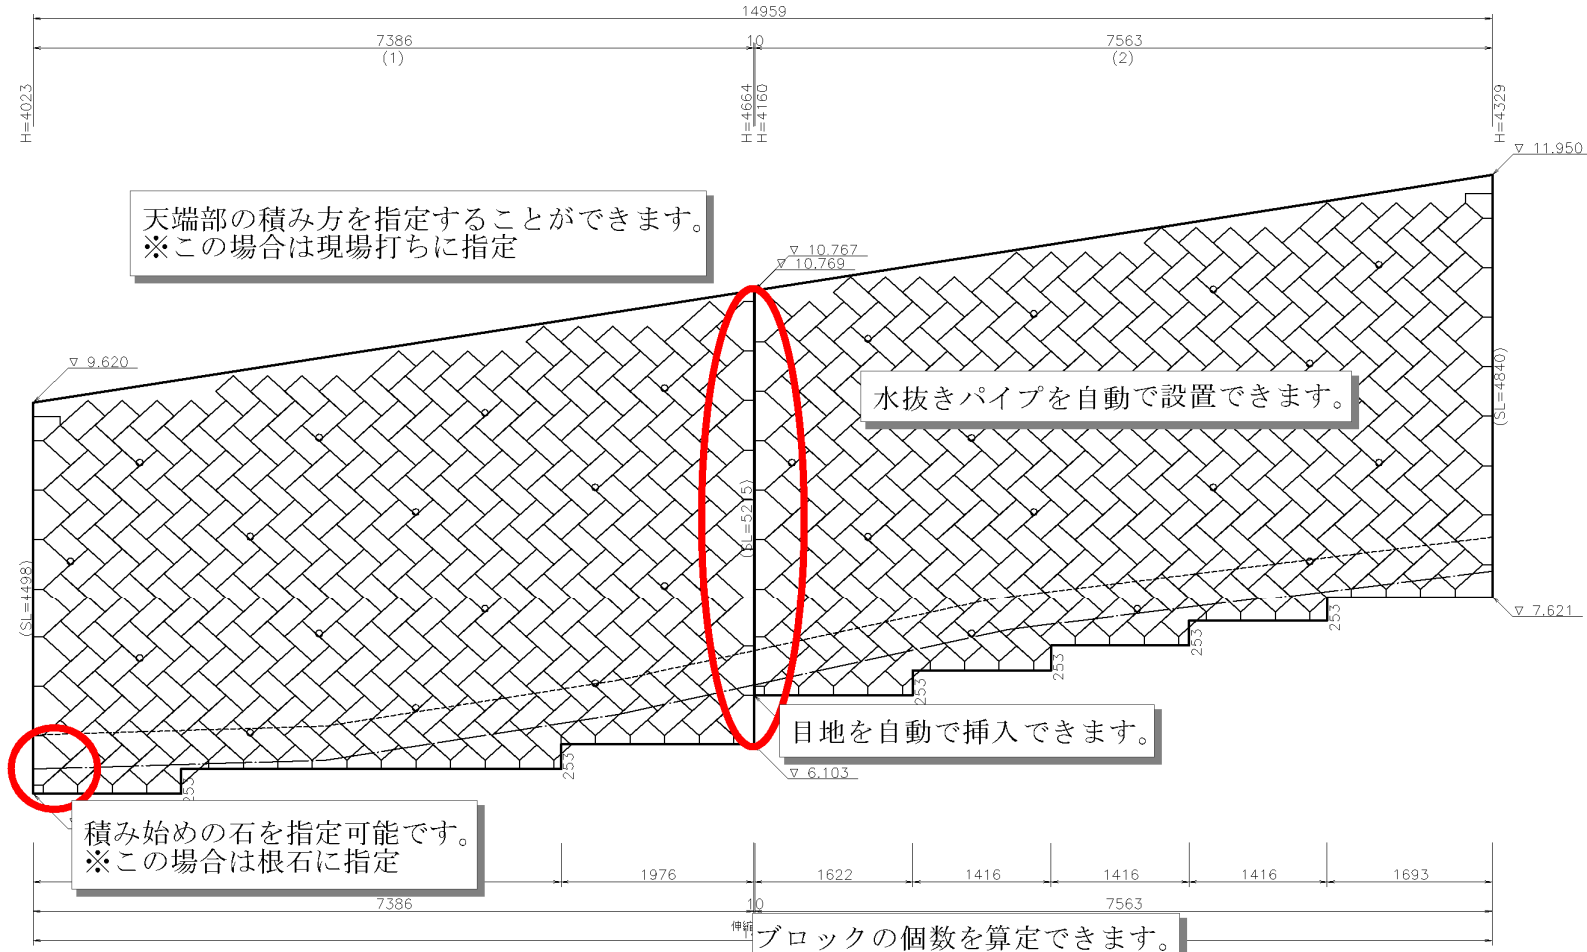 14959
7386
10
7563
(1)
(2)
H=4023
H=4664
H=4160
H=4329
▽ 11.950
天端部の積み方を指定することができます。
※この場合は現場打ちに指定
▽ 10.767
▽ 10.769
▽ 9.620
水抜きパイプを自動で設置できます。
(SL=4840)
(SL=5215)
(SL=4498)
▽ 7.621
253
253
253
253
目地を自動で挿入できます。
253
▽ 6.103
253
積み始めの石を指定可能です。
※この場合は根石に指定
1976
1622
1416
1416
1416
1693
7386
10
7563
伸縮
ブロックの個数を算定できます。